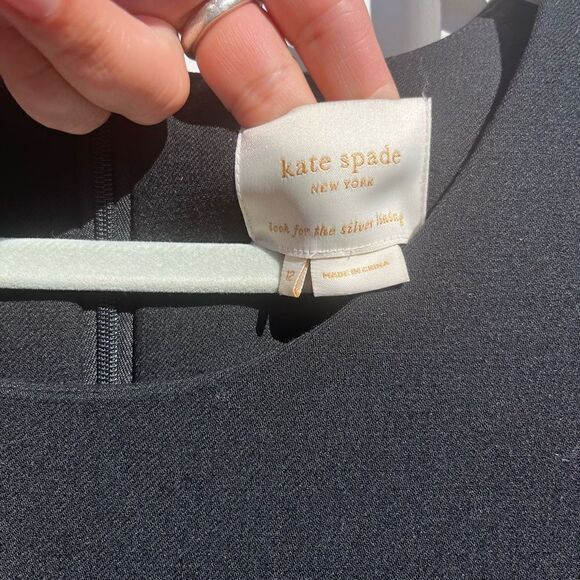 kate spade
NEW YORK
look for the silver lining
12
MADE IN CHINA